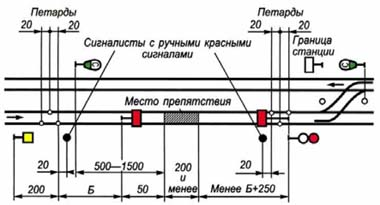 Петарды
20 20
Сигналисты с ручными красными
сигналами
Петарды
20 20
Граница
станции
Место препятствия
20
500—1500
200
и
менее
20
200
Б
50
Менее Б+250